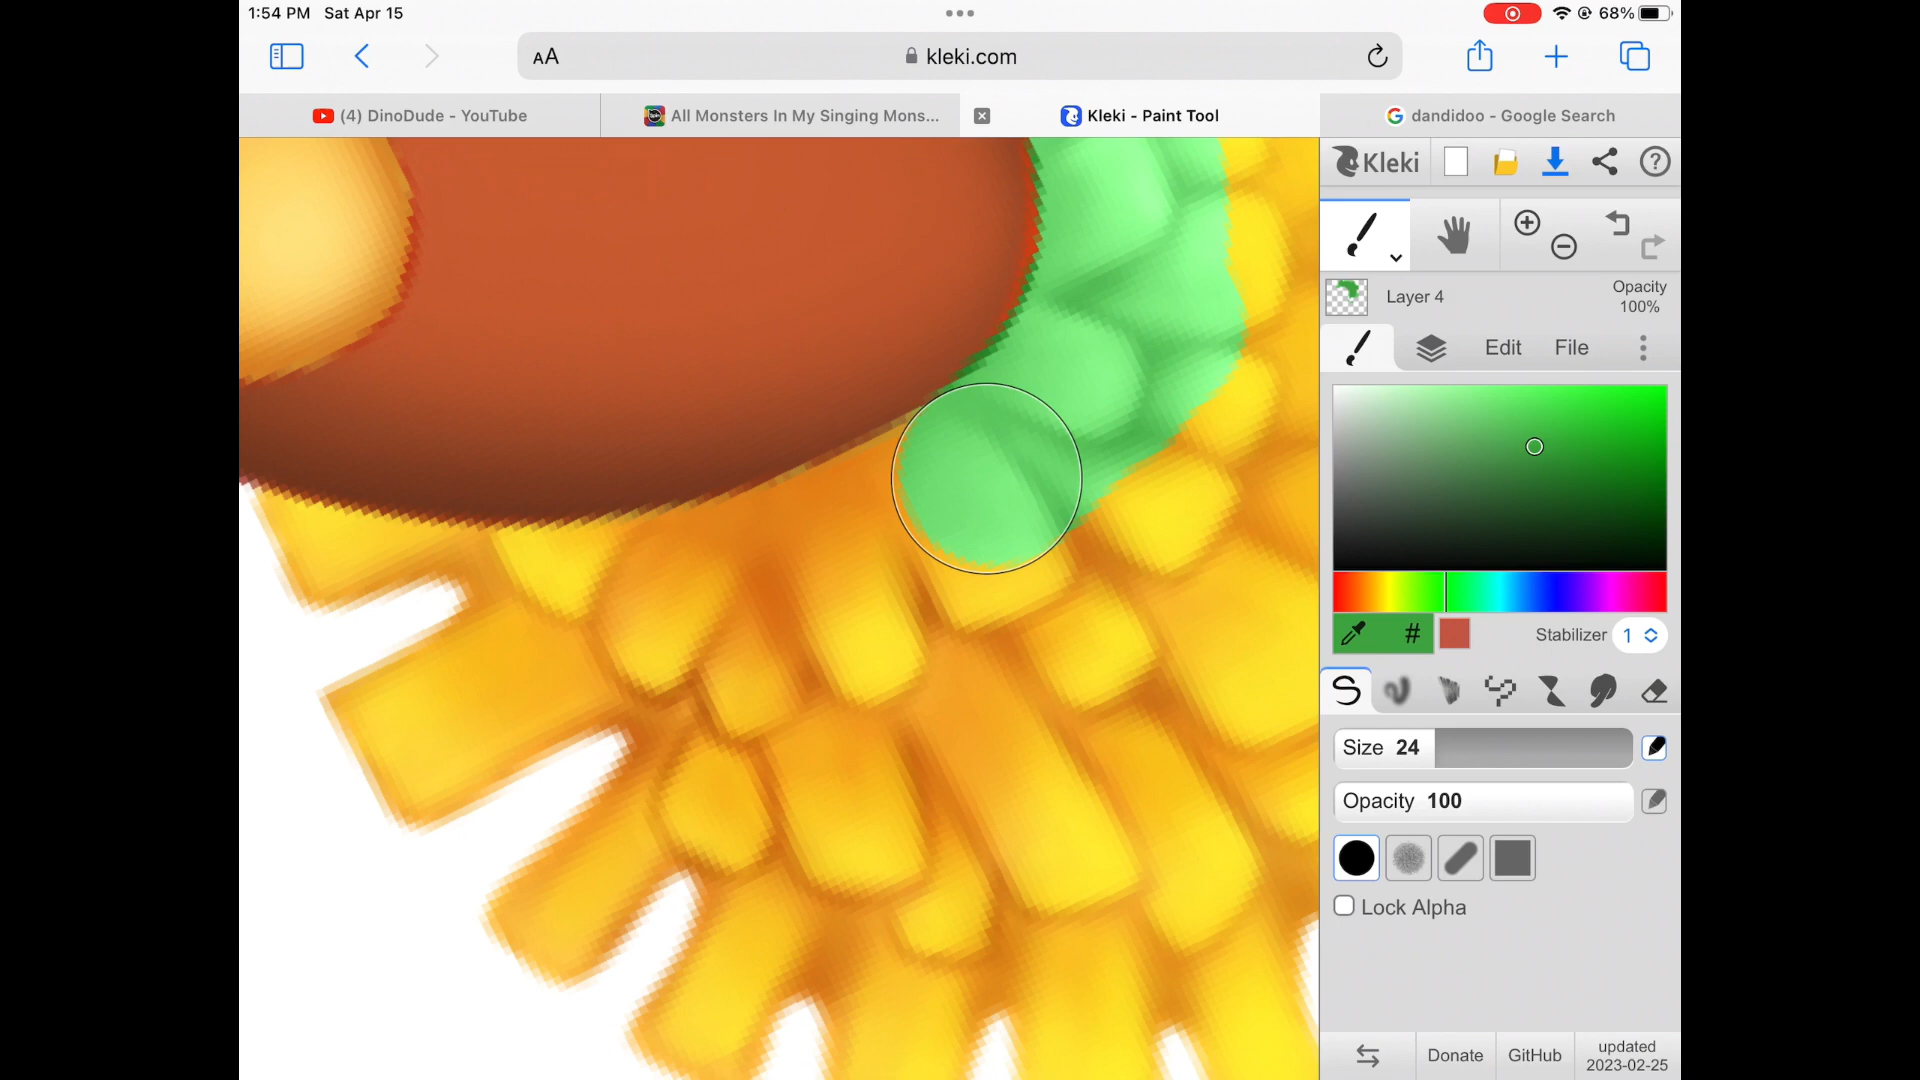 1:54 PM Sat Apr 15
68%
AA
kleki.com
(4) DinoDude - YouTube
All Monsters In My Singing Mons...
Kleki - Paint Tool
dandidoo - Google Search
Kleki
Layer 4
Opacity
100%
Edit
File
#
Stabilizer 1
Size 24
Opacity 100
Lock Alpha
Donate
GitHub
updated
2023-02-25